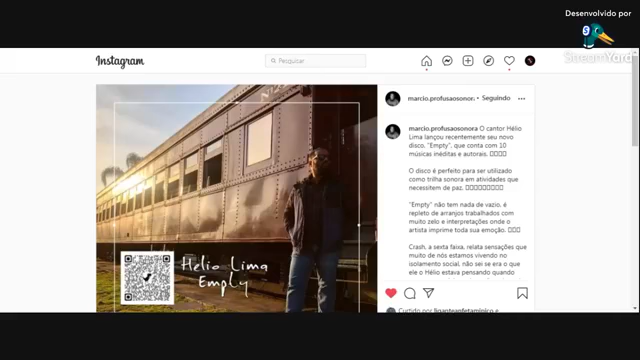 Desenvolvido por
StreamYard
Instagram
Pesquisar
marcio.profusaosonor. • Seguindo
marcio.profusaosonora O cantor Hélio
Lima lançou recentemente seu novo
disco, "Empty", que conta com 10
músicas inéditas e autorais.
O disco é perfeito para ser utilizado
como trilha sonora em atividades que
necessitem de paz.
"Empty" não tem nada de vazio, é
repleto de arranjos trabalhados com
muito zelo e interpretações onde o
artista imprime toda sua emoção.
Crash, a sexta faixa, relata sensações que
muito de nós estamos vivendo no
isolamento social, não sei se era o que
ele o Hélio estava pensando quando
Hélio Lima
Empty
Curtido por